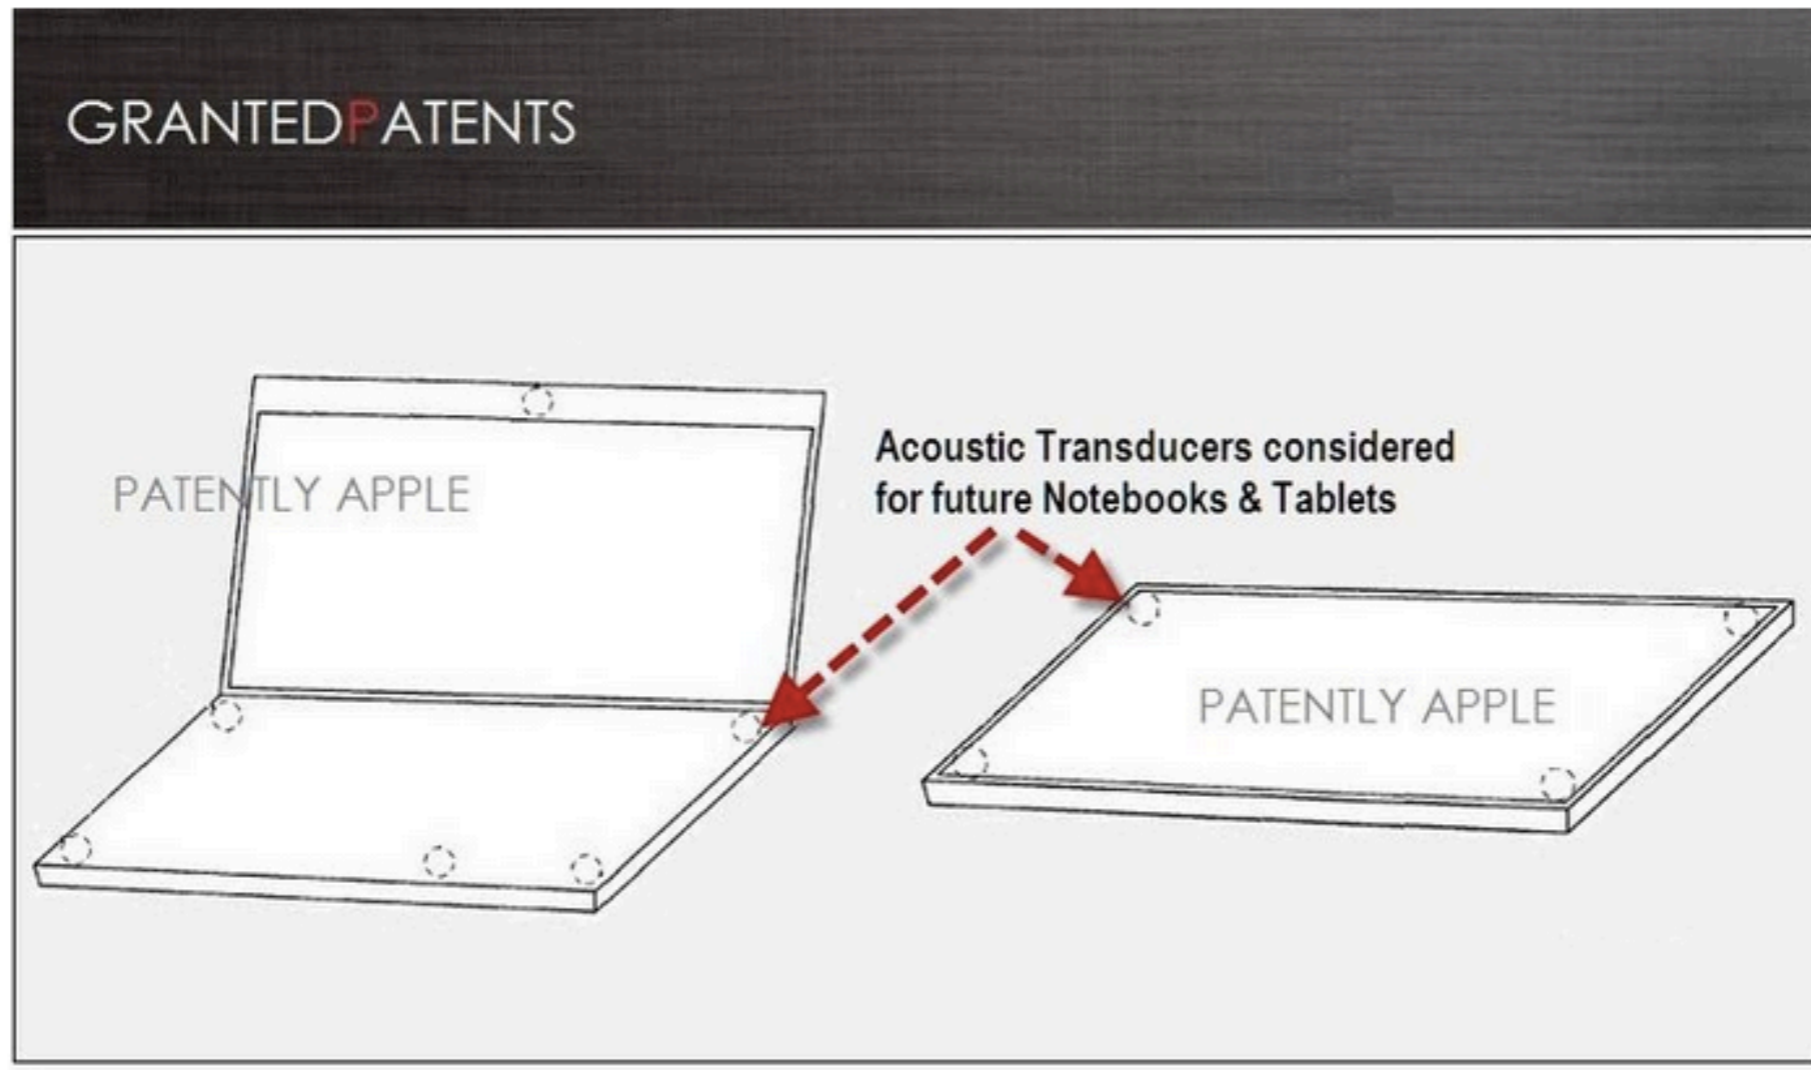 GRANTEDPATENTS
Acoustic Transducers considered
for future Notebooks & Tablets
PATENTLY APPLE
PATENTLY APPLE